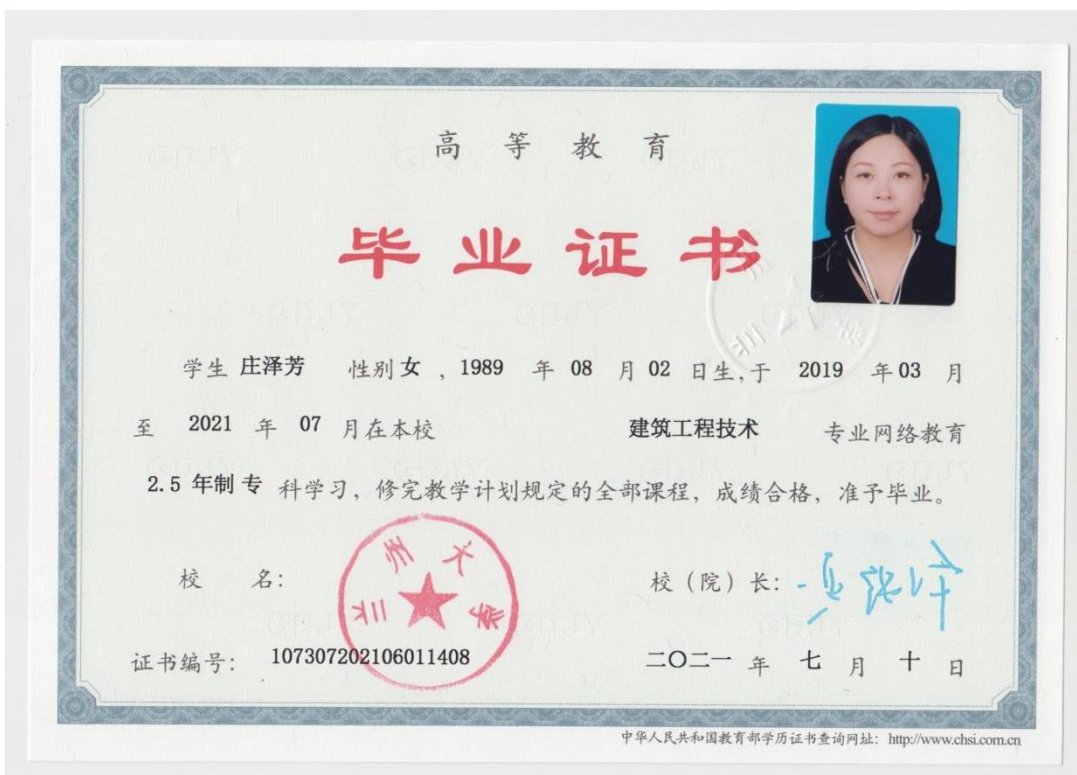 高等教育
毕业证书
学生 庄泽芳 性别 女 ，1989 年 08 月 02 日生,于 2019 年 03 月
至 2021 年 07 月在本校 建筑工程技术 专业网络教育
2.5 年制 专 科学习，修完教学计划规定的全部课程，成绩合格，准予毕业。
校 名： 兰州大学
校（院）长：
证书编号： 107307202106011408 二〇二一 年 七 月 十 日
中华人民共和国教育部学历证书查询网址： http://www.chsi.com.cn